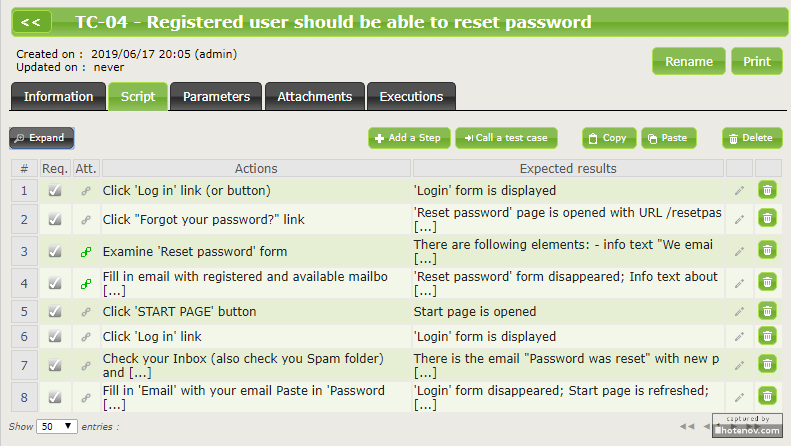 << TC-04 - Registered user should be able to reset password
Created on : 2019/06/17 20:05 (admin)
Updated on : never
Rename Print
Information Script Parameters Attachments Executions
Expand Add a Step Call a test case Copy Paste Delete
# Req. Att. Actions Expected results
1 Click 'Log in' link (or button) 'Login' form is displayed
2 Click "Forgot your password?" link 'Reset password' page is opened with URL /resetpas
[...]
3 Examine 'Reset password' form There are following elements: - info text "We emai
[...]
4 Fill in email with registered and available mailbo 'Reset password' form disappeared; Info text about
[...] [...]
5 Click 'START PAGE' button Start page is opened
6 Click 'Log in' link 'Login' form is displayed
7 Check your Inbox (also check you Spam folder) There is the email "Password was reset" with new p
and [...] [...]
8 Fill in 'Email' with your email Paste in 'Password 'Login' form disappeared; Start page is refreshed;
[...] [...]
Show 50 entries :
captured by
hotenov.com